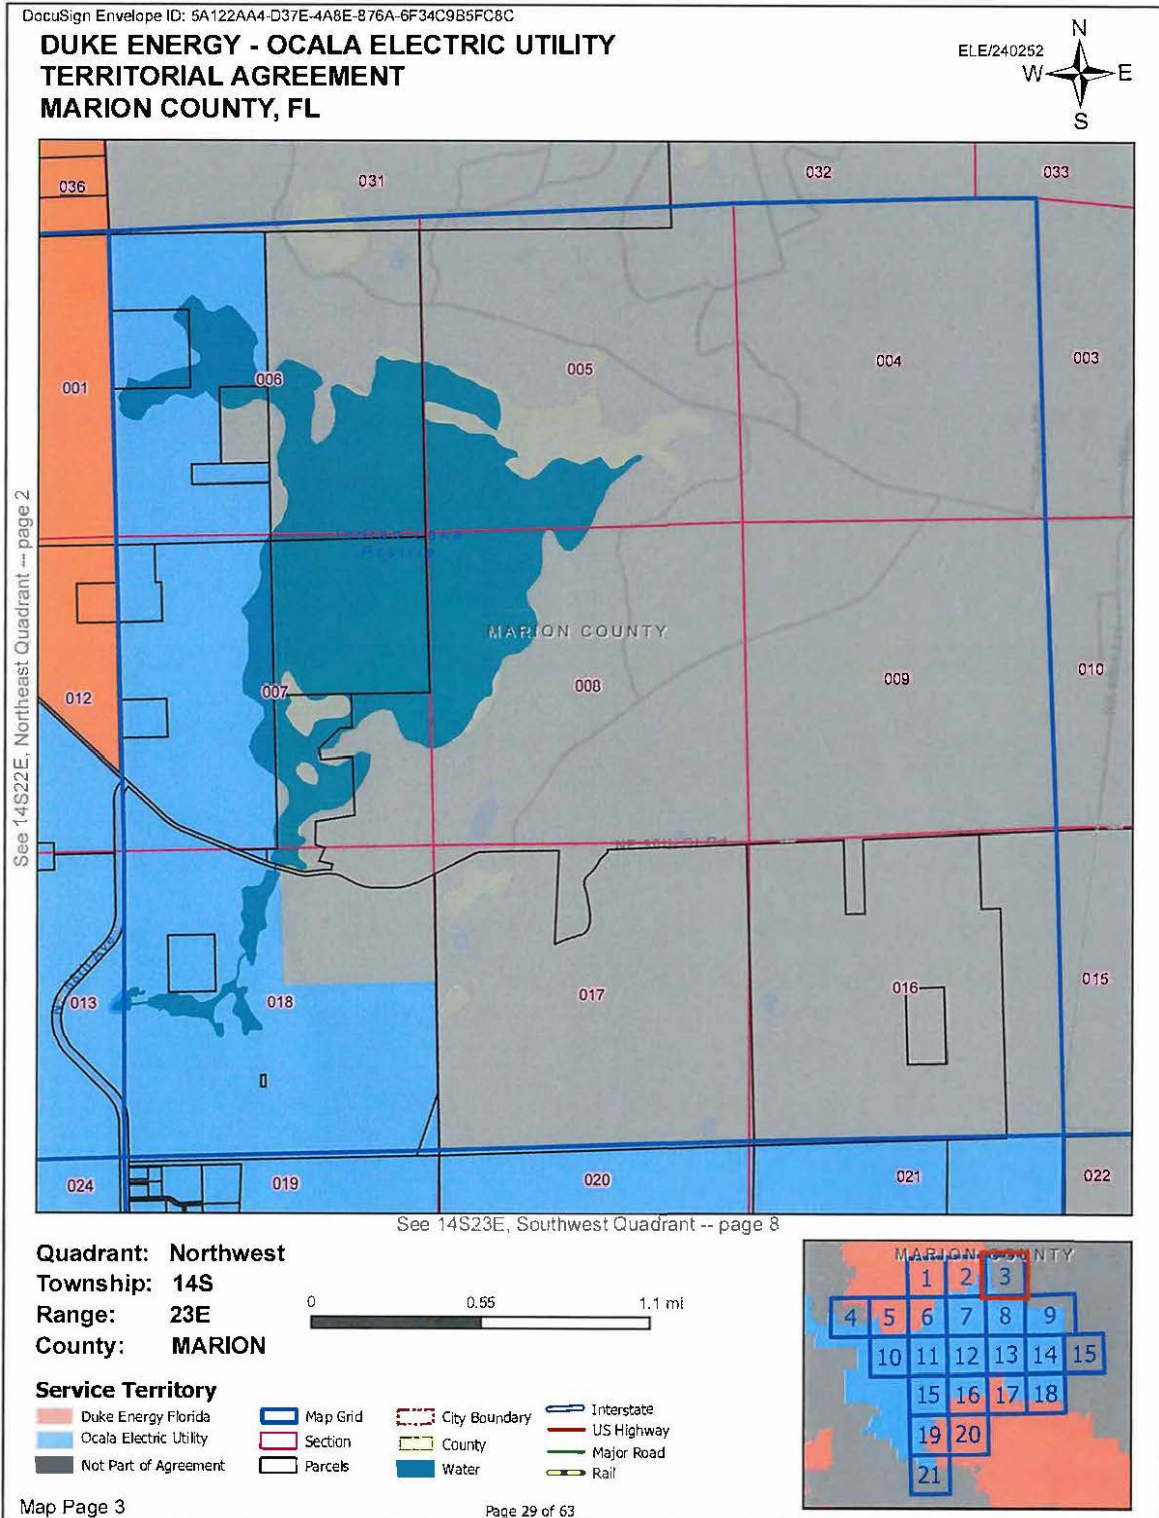 DocuSign Envelope ID: 5A122AA4-D37E-4A8E-876A-6F34C9B5FC8C
DUKE ENERGY - OCALA ELECTRIC UTILITY
TERRITORIAL AGREEMENT
MARION COUNTY, FL
ELE/240252
N
W E
S
036 031 032 033
001 006 005 004 003
Prairie
MARION COUNTY
012 007 008 009 010
013 018 017 016 015
024 019 020 021 022
See 14S22E, Northeast Quadrant -- page 2
See 14S23E, Southwest Quadrant -- page 8
Quadrant: Northwest
Township: 14S
Range: 23E
County: MARION
0 0.55 1.1 mi
Service Territory
Duke Energy Florida
Ocala Electric Utility
Not Part of Agreement
Map Grid
Section
Parcels
City Boundary
County
Water
Interstate
US Highway
Major Road
Rail
MARION COUNTY
1 2 3
4 5 6 7 8 9
10 11 12 13 14 15
15 16 17 18
19 20
21
Map Page 3
Page 29 of 63